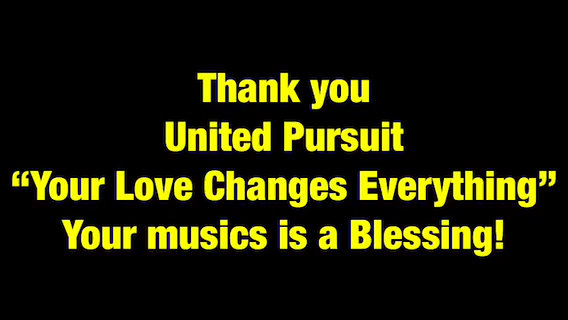 Thank you
United Pursuit
“Your Love Changes Everything”
Your musics is a Blessing!